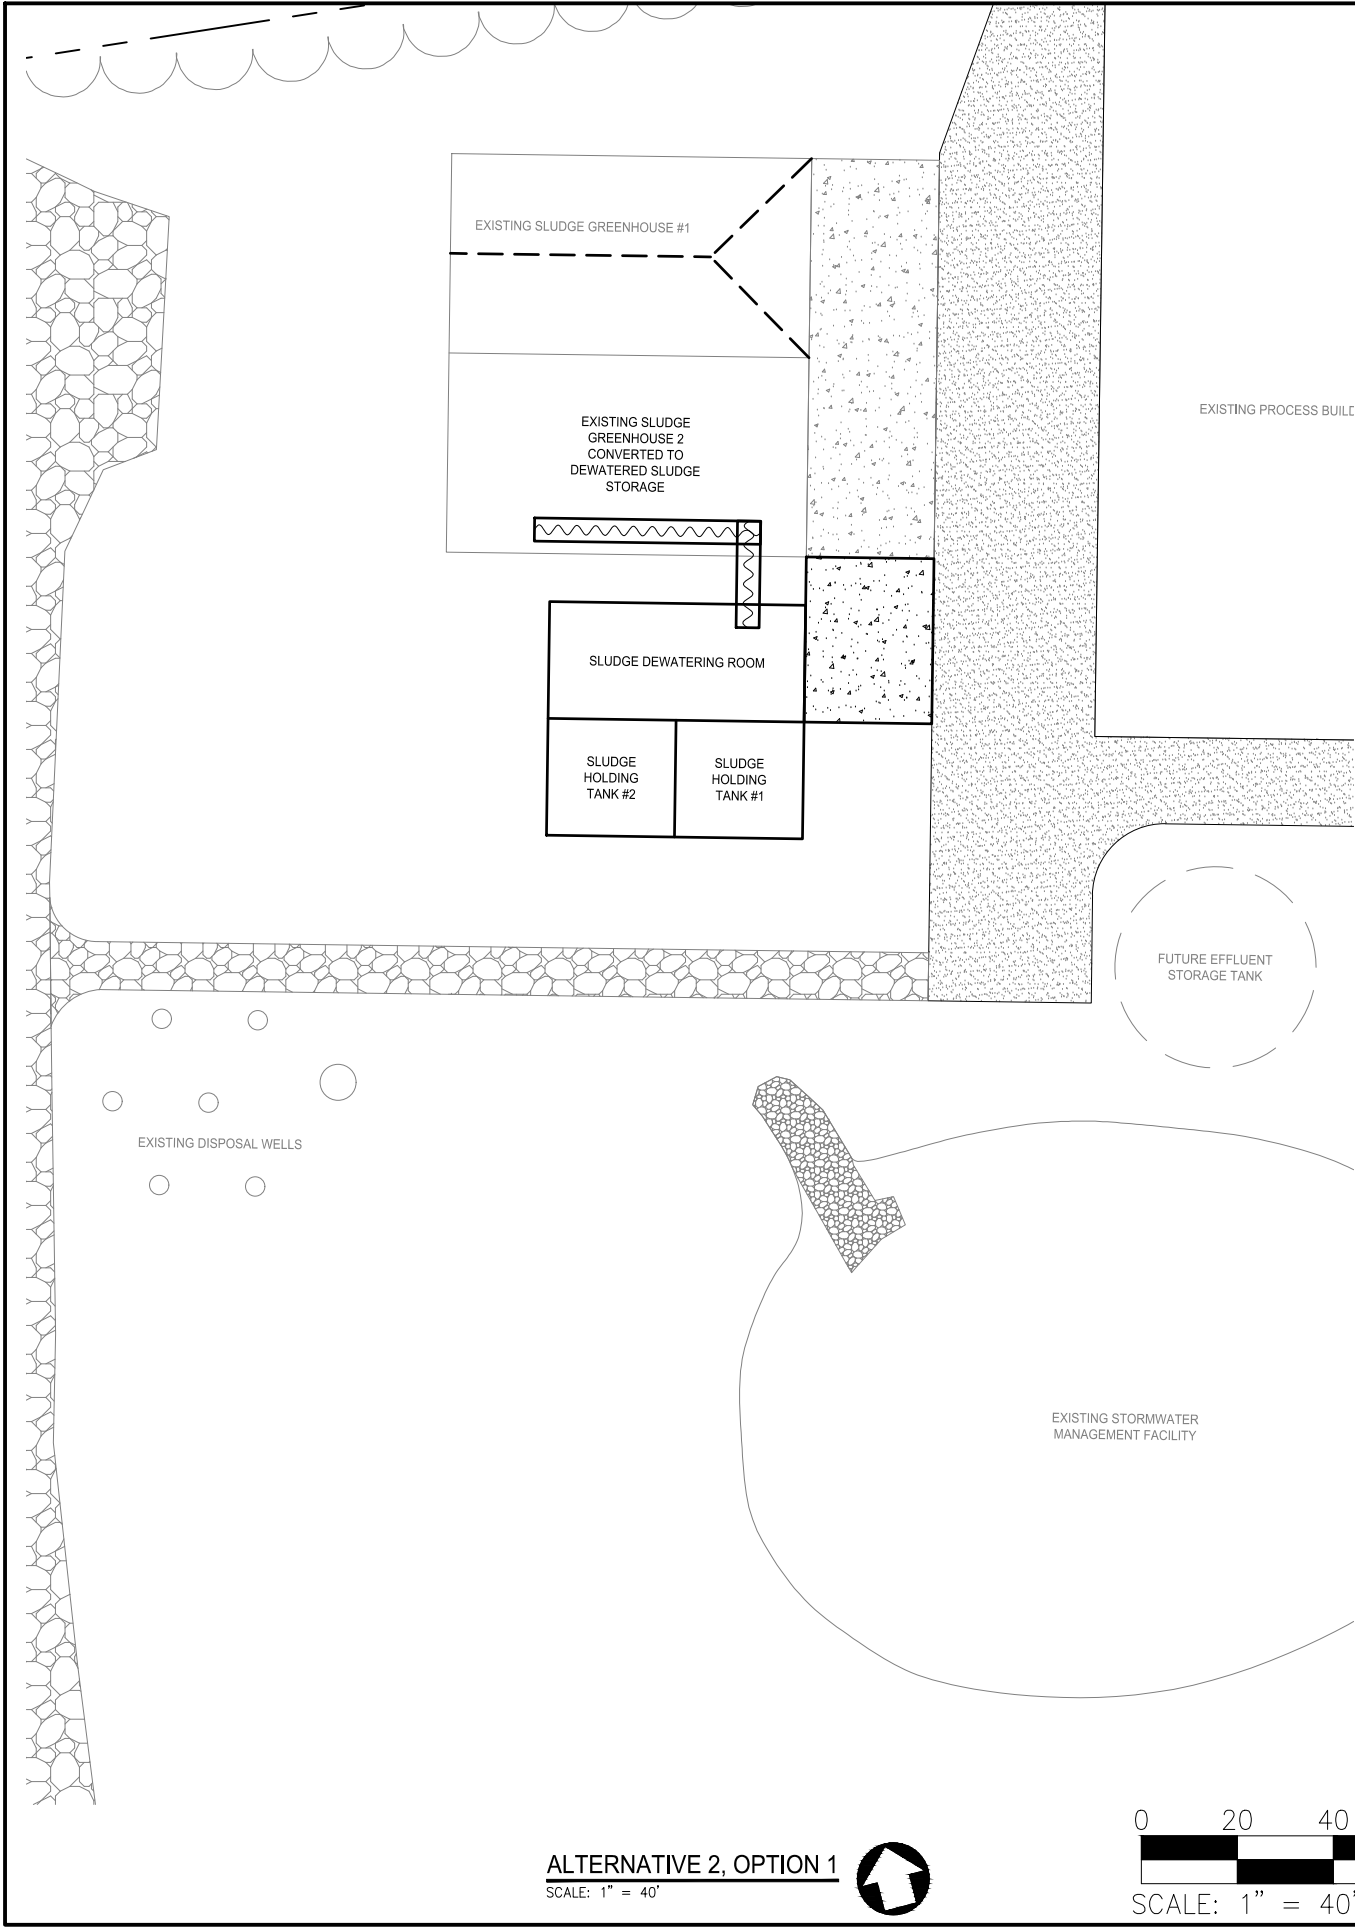 EXISTING SLUDGE GREENHOUSE #1
EXISTING PROCESS BUILD
EXISTING SLUDGE
GREENHOUSE 2
CONVERTED TO
DEWATERED SLUDGE
STORAGE
SLUDGE DEWATERING ROOM
SLUDGE
HOLDING
TANK #2
SLUDGE
HOLDING
TANK #1
FUTURE EFFLUENT
STORAGE TANK
EXISTING DISPOSAL WELLS
EXISTING STORMWATER
MANAGEMENT FACILITY
ALTERNATIVE 2, OPTION 1
SCALE: 1" = 40'
0 20 40
SCALE: 1" = 40'